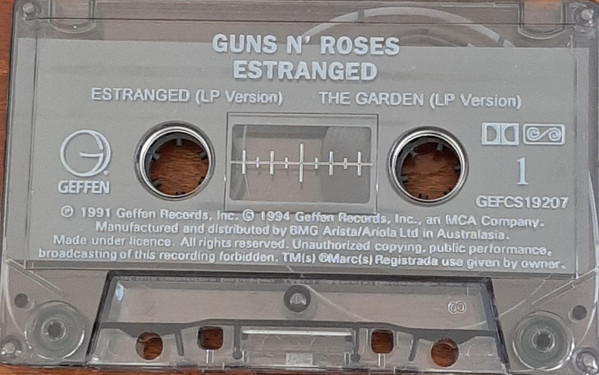 GUNS N' ROSES
ESTRANGED
ESTRANGED (LP Version) THE GARDEN (LP Version)
G
GEFFEN
1
GEFCS19207
℗ 1991 Geffen Records, Inc. © 1994 Geffen Records, Inc., an MCA Company.
Manufactured and distributed by BMG Arista/Ariola Ltd in Australasia.
Made under licence. All rights reserved. Unauthorized copying, public performance,
broadcasting of this recording forbidden. TM(s) ®Marc(s) Registrada use given by owner.